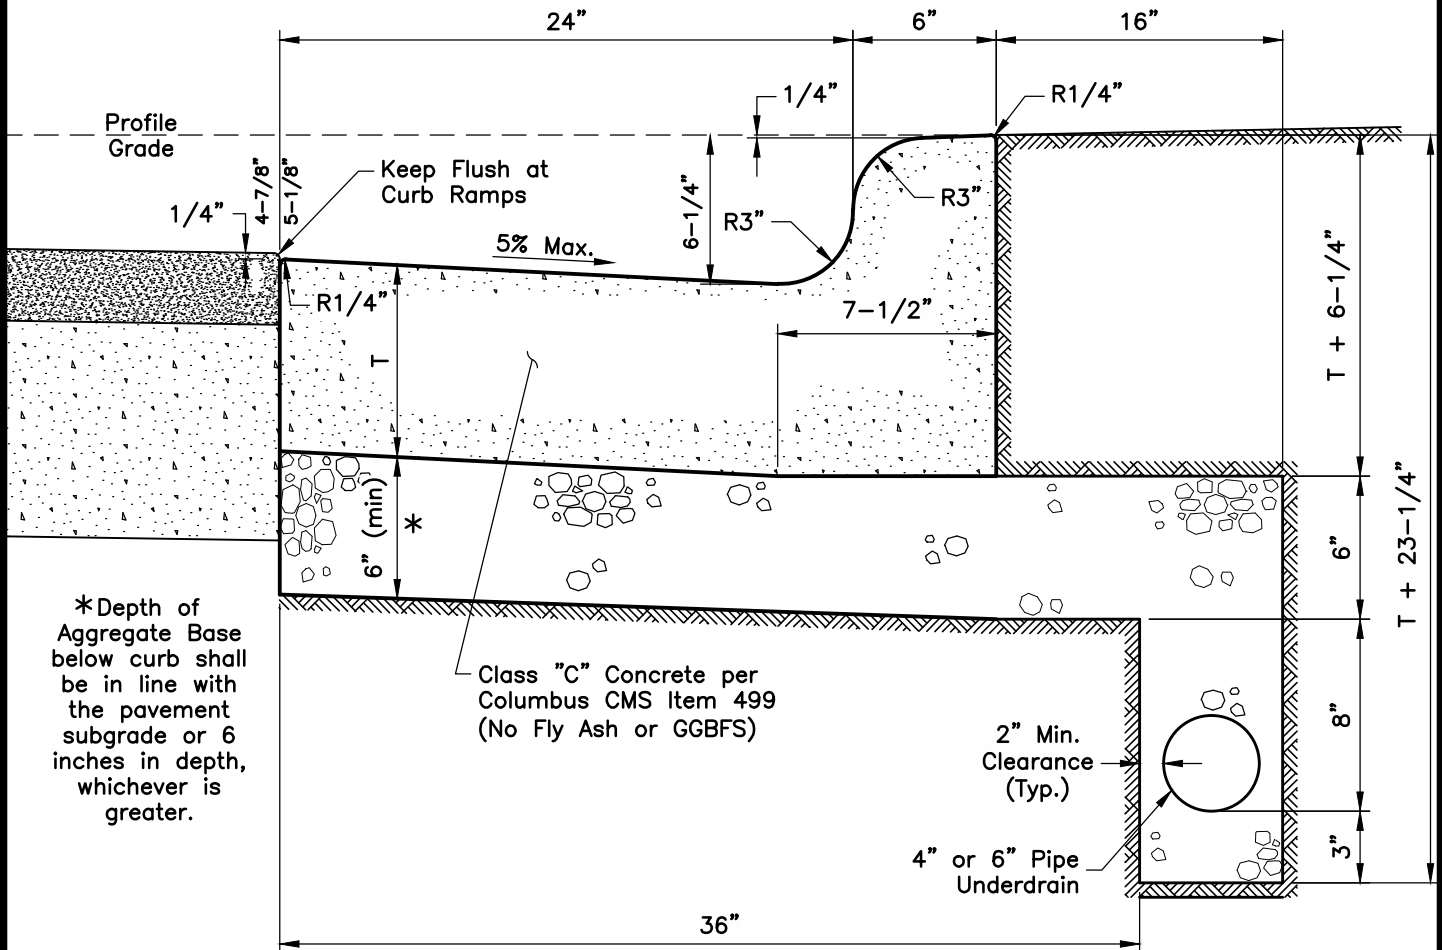 24”
6”
16”
1/4”
R1/4”
Profile
Grade
4-7/8”
5-1/8”
Keep Flush at
Curb Ramps
1/4”
5% Max.
6-1/4”
R3”
R3”
R1/4”
7-1/2”
T
T + 6-1/4”
6” (min)
*
6”
T + 23-1/4”
*Depth of
Aggregate Base
below curb shall
be in line with
the pavement
subgrade or 6
inches in depth,
whichever is
greater.
Class ”C” Concrete per
Columbus CMS Item 499
(No Fly Ash or GGBFS)
2” Min.
Clearance
(Typ.)
8”
3”
4” or 6” Pipe
Underdrain
36”